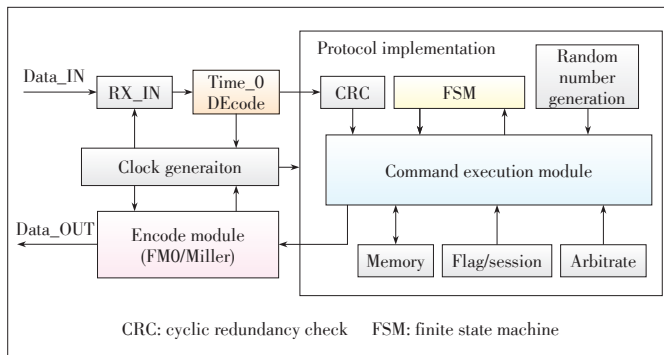 Protocol implementation
Data_IN
RX_IN
Time_0
DEcode
CRC
FSM
Random
number
generation
Clock generaiton
Command execution module
Data_OUT
Encode module
(FM0/Miller)
Memory
Flag/session
Arbitrate
CRC: cyclic redundancy check FSM: finite state machine